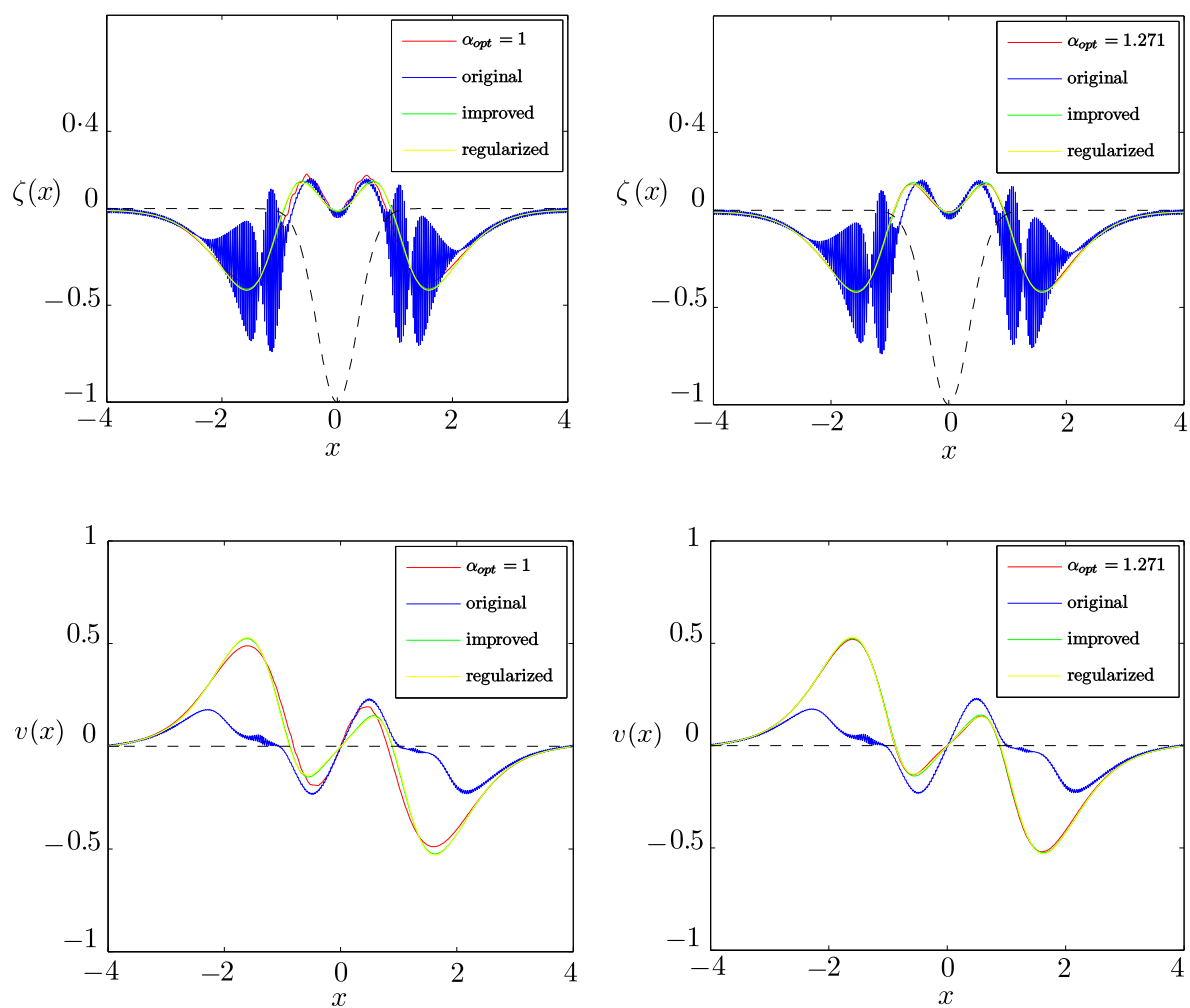 α_opt = 1
original
improved
regularized
0·4
ζ(x)
0
−0.5
−1
−4
−2
0
2
4
x
α_opt = 1.271
original
improved
regularized
0·4
ζ(x)
0
−0.5
−1
−4
−2
0
2
4
x
1
α_opt = 1
original
improved
regularized
0.5
v(x)
0
−0.5
−1
−4
−2
0
2
4
x
1
α_opt = 1.271
original
improved
regularized
0.5
v(x)
0
−0.5
−1
−4
−2
0
2
4
x